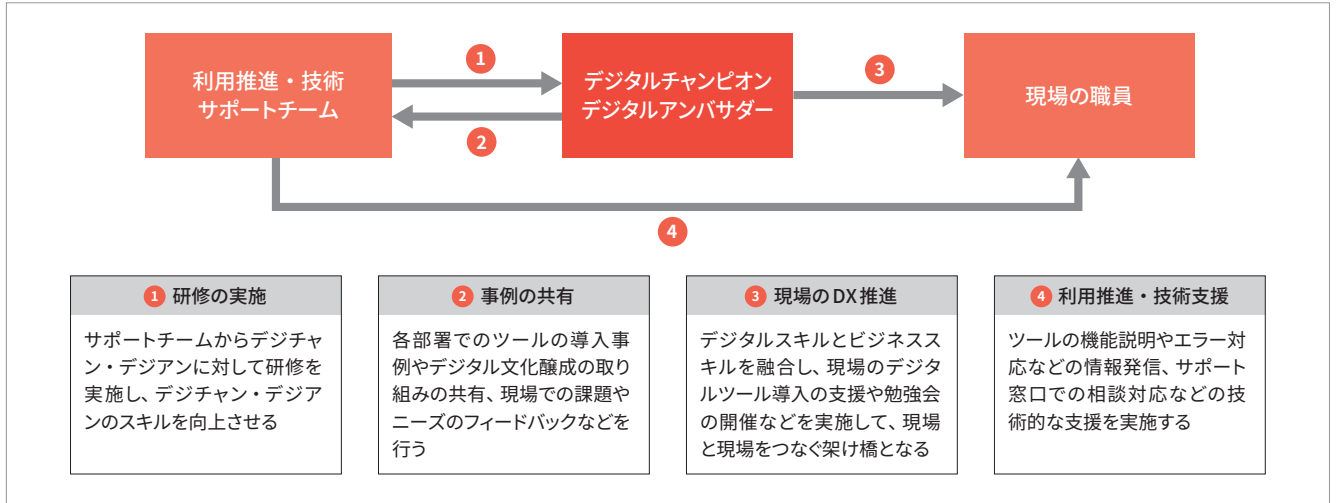 利用推進・技術
サポートチーム
1
デジタルチャンピオン
デジタルアンバサダー
3
現場の職員
2
4
1 研修の実施
サポートチームからデジチャ
ン・デジアンに対して研修を
実施し、デジチャン・デジア
ンのスキルを向上させる
2 事例の共有
各部署でのツールの導入事
例やデジタル文化醸成の取り
組みの共有、現場での課題や
ニーズのフィードバックなどを
行う
3 現場のDX推進
デジタルスキルとビジネスス
キルを融合し、現場のデジタ
ルツール導入の支援や勉強会
の開催などを実施して、現場
と現場をつなぐ架け橋となる
4 利用推進・技術支援
ツールの機能説明やエラー対
応などの情報発信、サポート
窓口での相談対応などの技
術的な支援を実施する